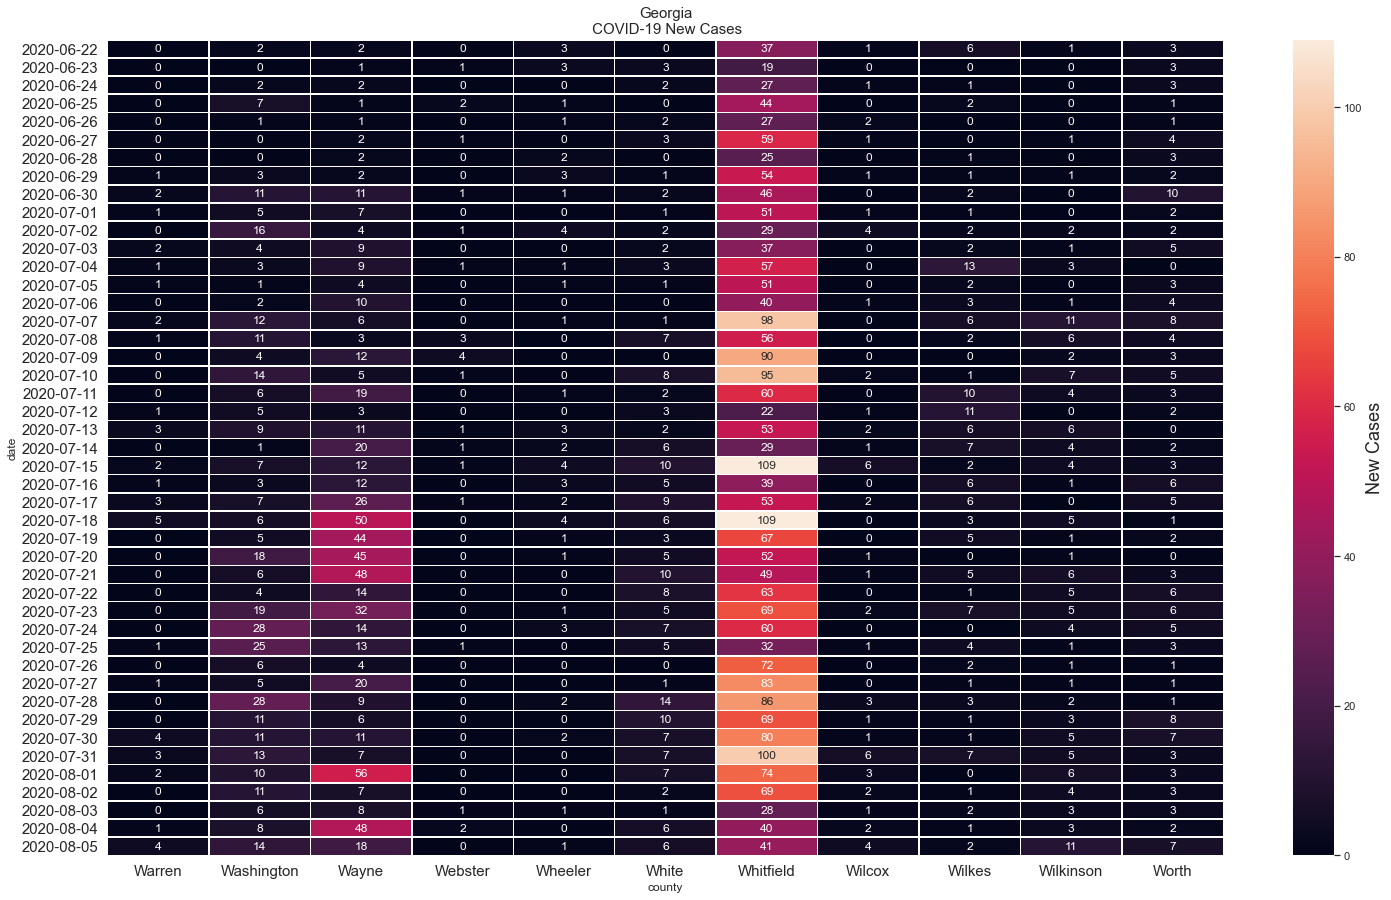 Georgia
COVID-19 New Cases
2020-06-22 0 2 2 0 3 0 37 1 6 1 3
2020-06-23 0 0 1 1 3 3 19 0 0 0 3
2020-06-24 0 2 2 0 0 2 27 1 1 0 3
2020-06-25 0 7 1 2 1 0 44 0 2 0 1
2020-06-26 0 1 1 0 1 2 27 2 0 0 1
2020-06-27 0 0 2 1 0 3 59 1 0 1 4
2020-06-28 0 0 2 0 2 0 25 0 1 0 3
2020-06-29 1 3 2 0 3 1 54 1 1 1 2
2020-06-30 2 11 11 1 1 2 46 0 2 0 10
2020-07-01 1 5 7 0 0 1 51 1 1 0 2
2020-07-02 0 16 4 1 4 2 29 4 2 2 2
2020-07-03 2 4 9 0 0 2 37 0 2 1 5
2020-07-04 1 3 9 1 1 3 57 0 13 3 0
2020-07-05 1 1 4 0 1 1 51 0 2 0 3
2020-07-06 0 2 10 0 0 0 40 1 3 1 4
2020-07-07 2 12 6 0 1 1 98 0 6 11 8
2020-07-08 1 11 3 3 0 7 56 0 2 6 4
2020-07-09 0 4 12 4 0 0 90 0 0 2 3
2020-07-10 0 14 5 1 0 8 95 2 1 7 5
2020-07-11 0 6 19 0 1 2 60 0 10 4 3
2020-07-12 1 5 3 0 0 3 22 1 11 0 2
2020-07-13 3 9 11 1 3 2 53 2 6 6 0
2020-07-14 0 1 20 1 2 6 29 1 7 4 2
2020-07-15 2 7 12 1 4 10 109 6 2 4 3
2020-07-16 1 3 12 0 3 5 39 0 6 1 6
2020-07-17 3 7 26 1 2 9 53 2 6 0 5
2020-07-18 5 6 50 0 4 6 109 0 3 5 1
2020-07-19 0 5 44 0 1 3 67 0 5 1 2
2020-07-20 0 18 45 0 1 5 52 1 0 1 0
2020-07-21 0 6 48 0 0 10 49 1 5 6 3
2020-07-22 0 4 14 0 0 8 63 0 1 5 6
2020-07-23 0 19 32 0 1 5 69 2 7 5 6
2020-07-24 0 28 14 0 3 7 60 0 0 4 5
2020-07-25 1 25 13 1 0 5 32 1 4 1 3
2020-07-26 0 6 4 0 0 0 72 0 2 1 1
2020-07-27 1 5 20 0 0 1 83 0 1 1 1
2020-07-28 0 28 9 0 2 14 86 3 3 2 1
2020-07-29 0 11 6 0 0 10 69 1 1 3 8
2020-07-30 4 11 11 0 2 7 80 1 1 5 7
2020-07-31 3 13 7 0 0 7 100 6 7 5 3
2020-08-01 2 10 56 0 0 7 74 3 0 6 3
2020-08-02 0 11 7 0 0 2 69 2 1 4 3
2020-08-03 0 6 8 1 1 1 28 1 2 3 3
2020-08-04 1 8 48 2 0 6 40 2 1 3 2
2020-08-05 4 14 18 0 1 6 41 4 2 11 7
Warren Washington Wayne Webster Wheeler White Whitfield Wilcox Wilkes Wilkinson Worth
county
date
100
80
60
40
20
0
New Cases